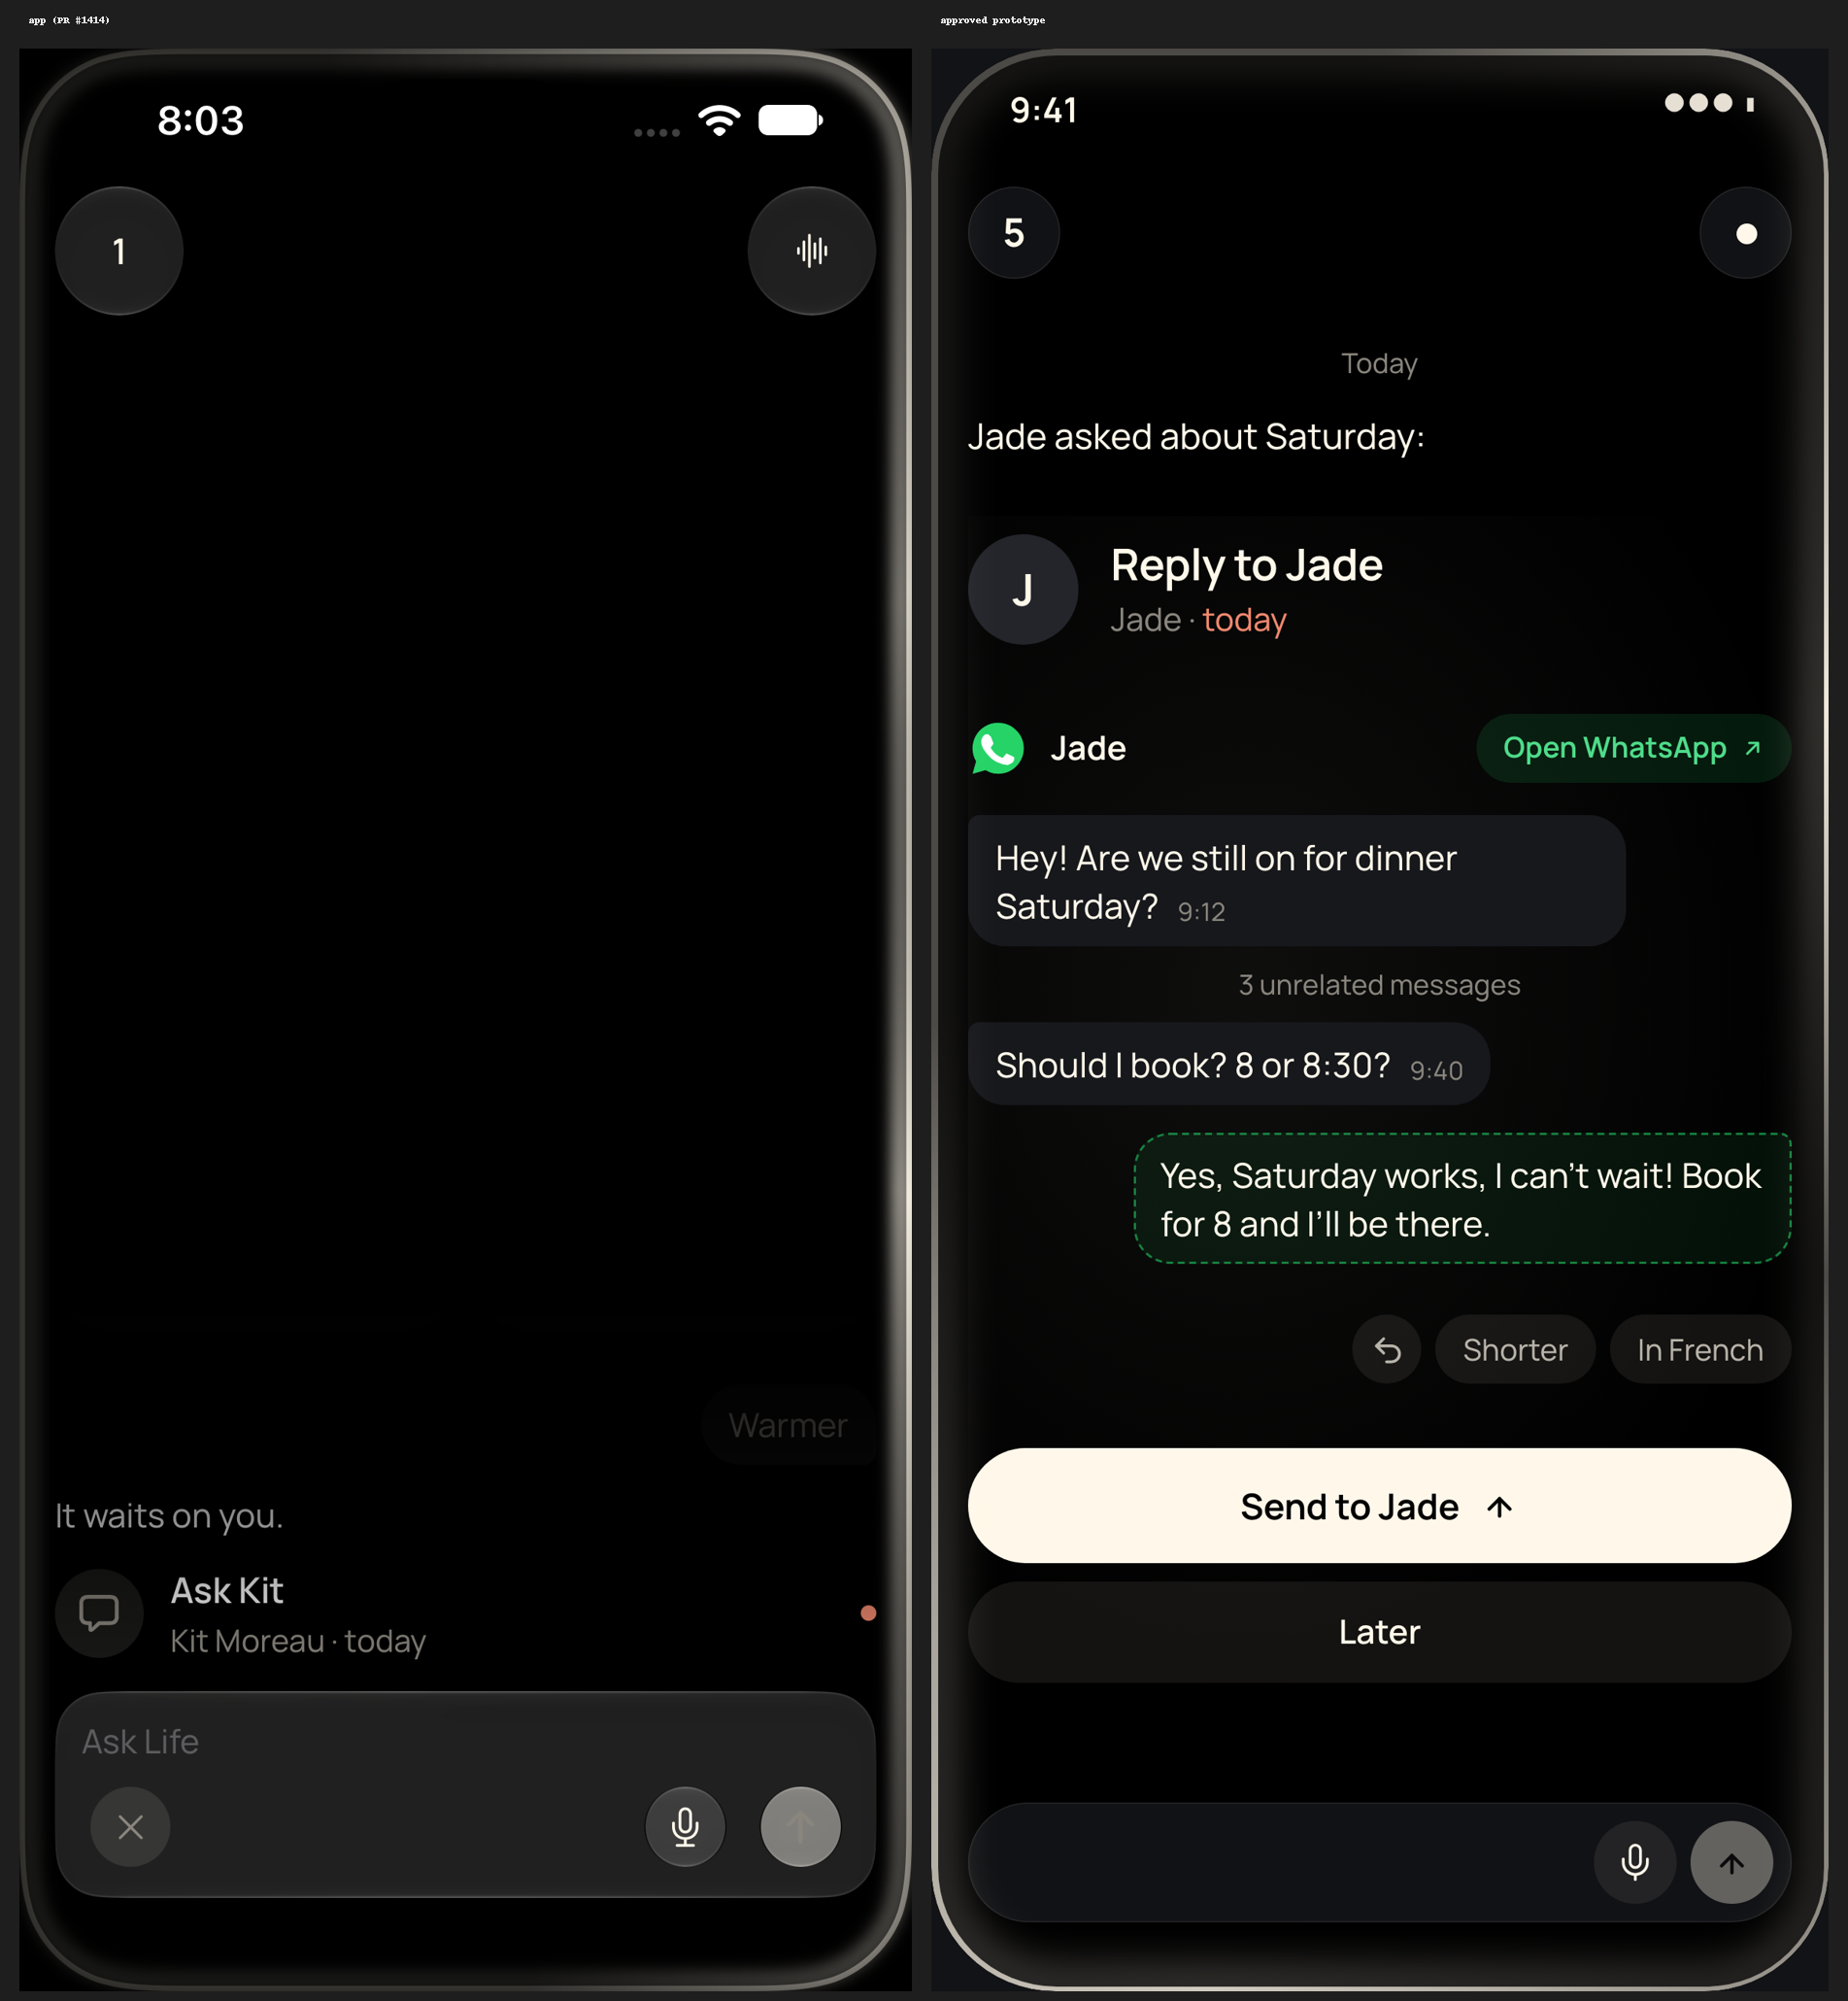 app (PR #1414)
8:03
1
Warmer
It waits on you.
Ask Kit
Kit Moreau · today
Ask Life
approved prototype
9:41
5
Today
Jade asked about Saturday:
J
Reply to Jade
Jade · today
Jade
Open WhatsApp ↗
Hey! Are we still on for dinner
Saturday? 9:12
3 unrelated messages
Should I book? 8 or 8:30? 9:40
Yes, Saturday works, I can’t wait! Book
for 8 and I’ll be there.
Shorter
In French
Send to Jade ↑
Later